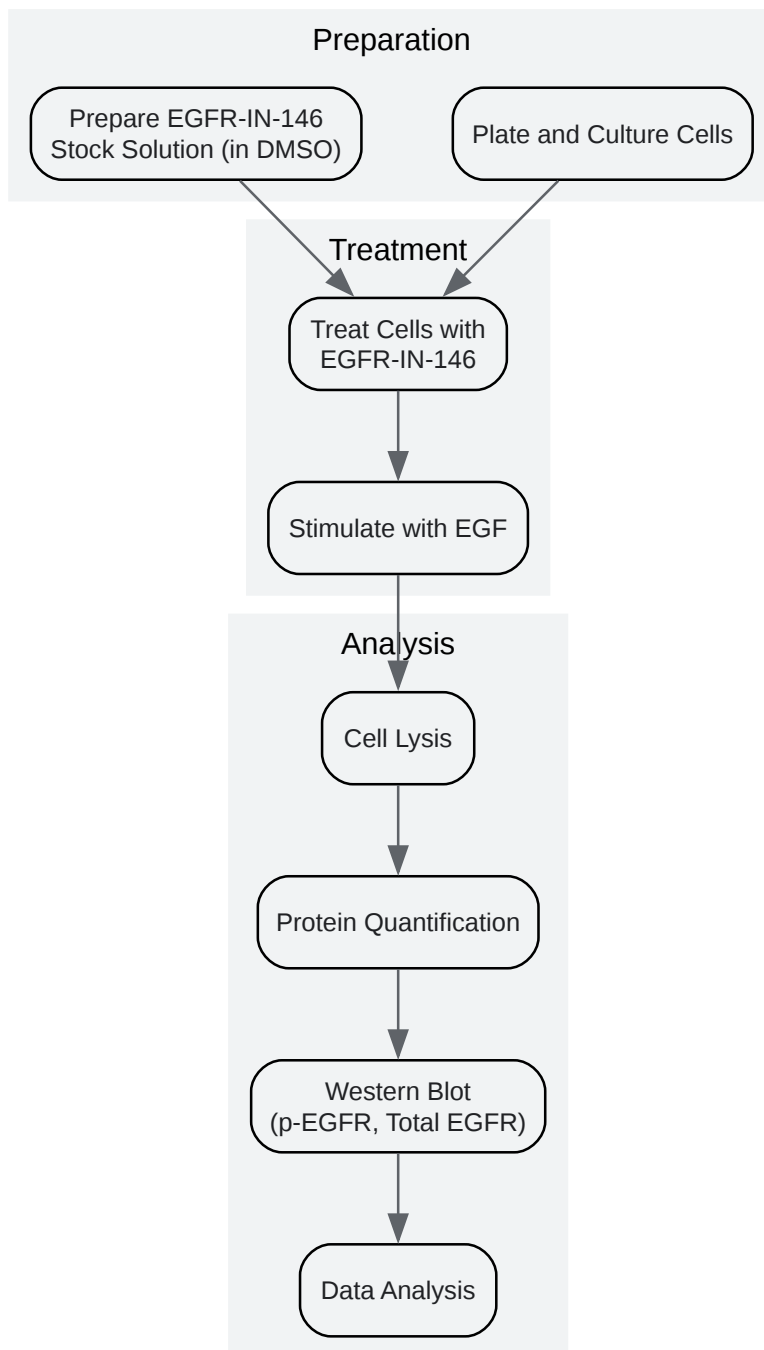 Preparation
Prepare EGFR-IN-146
Stock Solution (in DMSO)
Plate and Culture Cells
Treatment
Treat Cells with
EGFR-IN-146
Stimulate with EGF
Analysis
Cell Lysis
Protein Quantification
Western Blot
(p-EGFR, Total EGFR)
Data Analysis